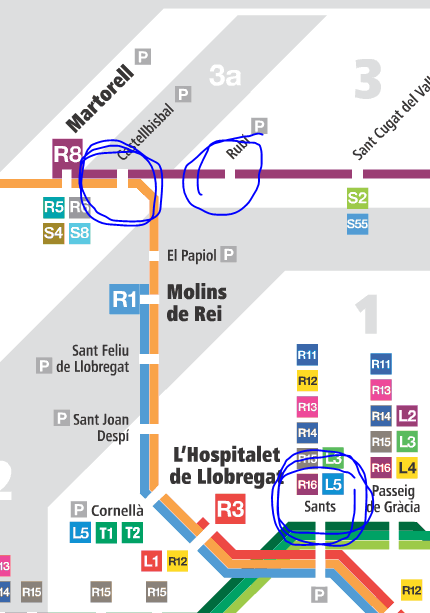 P
Martorell
3a
P
Castellbisbal
P
Rubí
3
Sant Cugat del Vall
R8
R5 R6
S4 S8
S2
S55
El Papiol P
R1
Molins
de Rei
1
Sant Feliu
P de Llobregat
P Sant Joan
Despí
R11
R12
R13
R14
R15 L3
R16 L5
Sants
R11
R13
R14 L2
R15 L3
R16 L4
Passeig
de Gràcia
L'Hospitalet
de Llobregat
2
P Cornellà
L5 T1 T2
R3
L1 R12
P
13
14 R15
R15
R15
R12